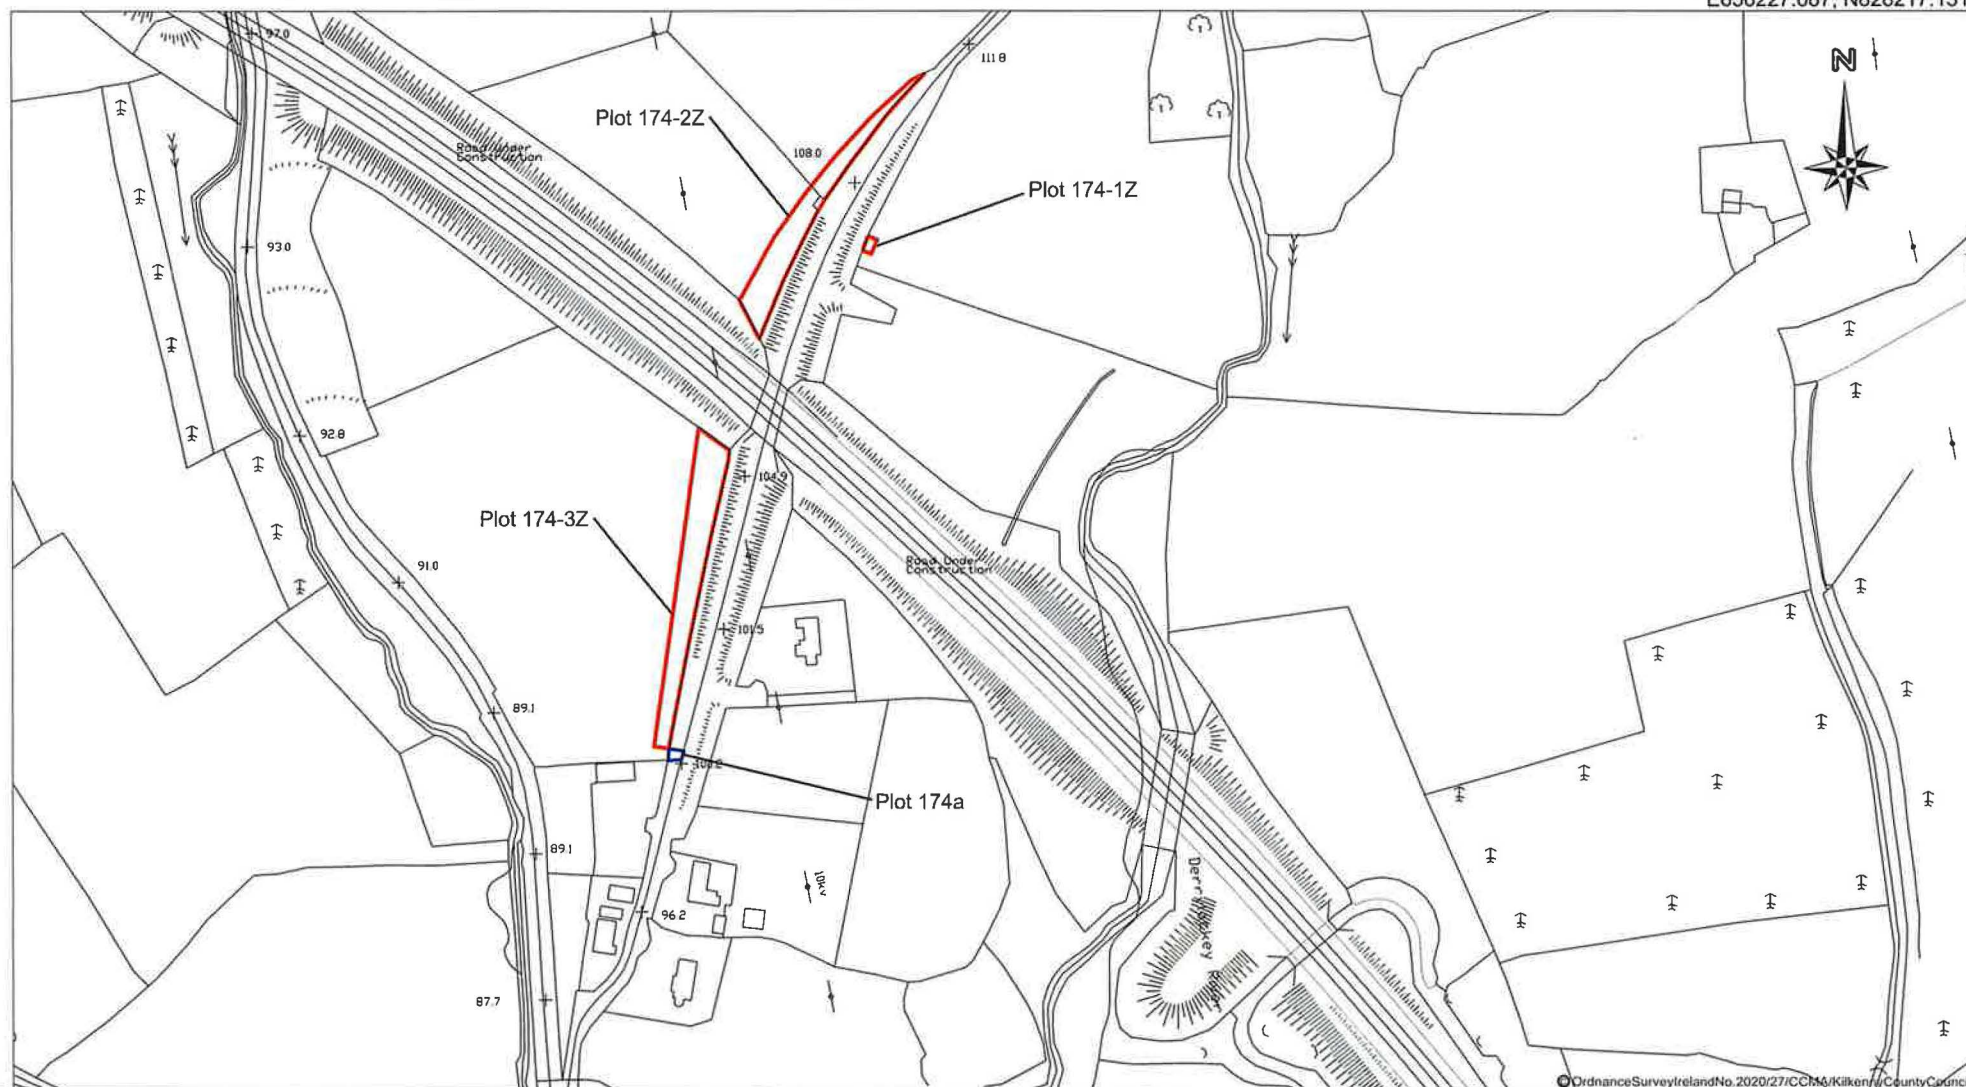 97.0
111.8
N
Plot 174-2Z
Road Under
Construction
108.0
Plot 174-1Z
93.0
92.8
104.9
Plot 174-3Z
Road Under
Construction
91.0
101.5
89.1
Plot 174a
89.1
10kv
96.2
87.7
©OrdnanceSurveyIrelandNo.2020/27/CCMA/Kilkenny